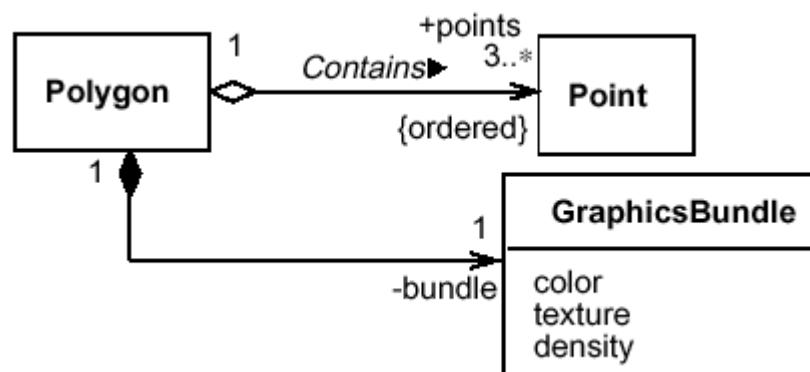 1
+points
Contains▶
3..*
Polygon
Point
{ordered}
1
GraphicsBundle
1
-bundle
color
texture
density